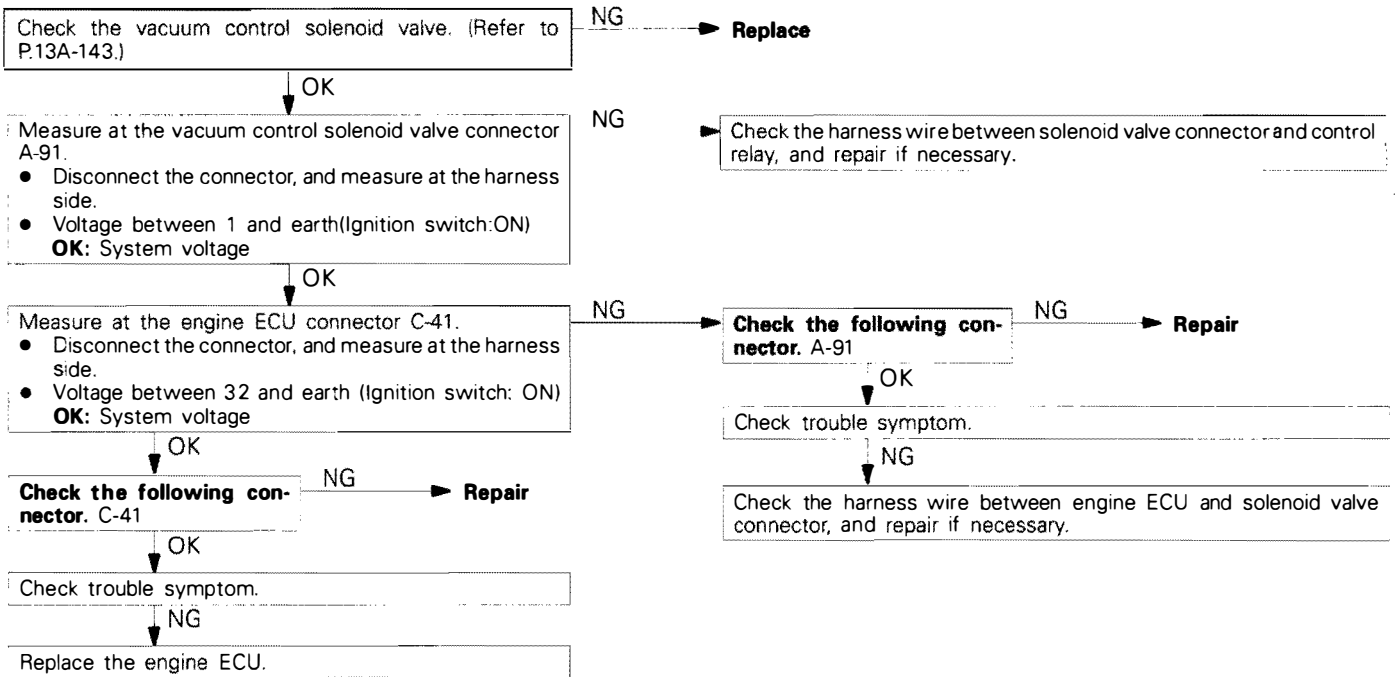 Check the vacuum control solenoid valve. (Refer to
P.13A-143.)
NG
Replace
OK
Measure at the vacuum control solenoid valve connector
A-91.
● Disconnect the connector, and measure at the harness
side.
● Voltage between 1 and earth(Ignition switch:ON)
OK: System voltage
NG
Check the harness wire between solenoid valve connector and control
relay, and repair if necessary.
OK
Measure at the engine ECU connector C-41.
● Disconnect the connector, and measure at the harness
side.
● Voltage between 32 and earth (Ignition switch: ON)
OK: System voltage
NG
Check the following con-
nector. A-91
NG
Repair
OK
Check trouble symptom.
NG
Check the harness wire between engine ECU and solenoid valve
connector, and repair if necessary.
OK
Check the following con-
nector. C-41
NG
Repair
OK
Check trouble symptom.
NG
Replace the engine ECU.